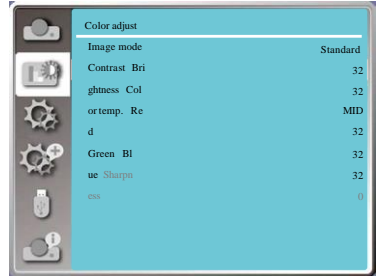 Color adjust
Image mode Standard
Contrast Bri 32
ghtness Col 32
or temp. Re MID
d 32
Green Bl 32
ue Sharpn 32
ess 0